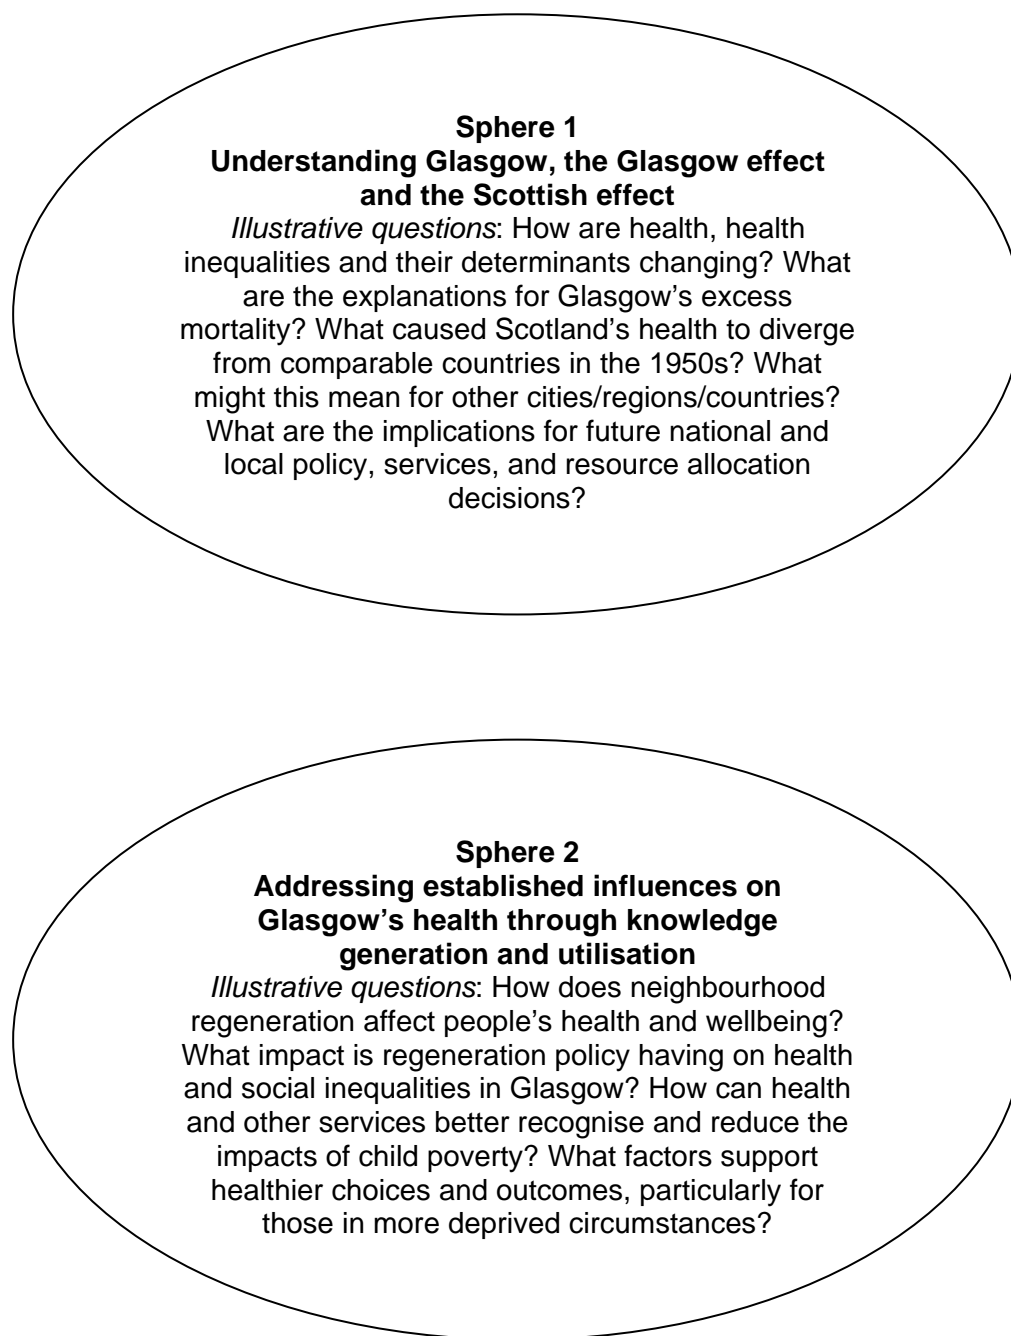 Sphere 1
Understanding Glasgow, the Glasgow effect
and the Scottish effect
Illustrative questions: How are health, health
inequalities and their determinants changing? What
are the explanations for Glasgow’s excess
mortality? What caused Scotland’s health to diverge
from comparable countries in the 1950s? What
might this mean for other cities/regions/countries?
What are the implications for future national and
local policy, services, and resource allocation
decisions?
Sphere 2
Addressing established influences on
Glasgow’s health through knowledge
generation and utilisation
Illustrative questions: How does neighbourhood
regeneration affect people’s health and wellbeing?
What impact is regeneration policy having on health
and social inequalities in Glasgow? How can health
and other services better recognise and reduce the
impacts of child poverty? What factors support
healthier choices and outcomes, particularly for
those in more deprived circumstances?